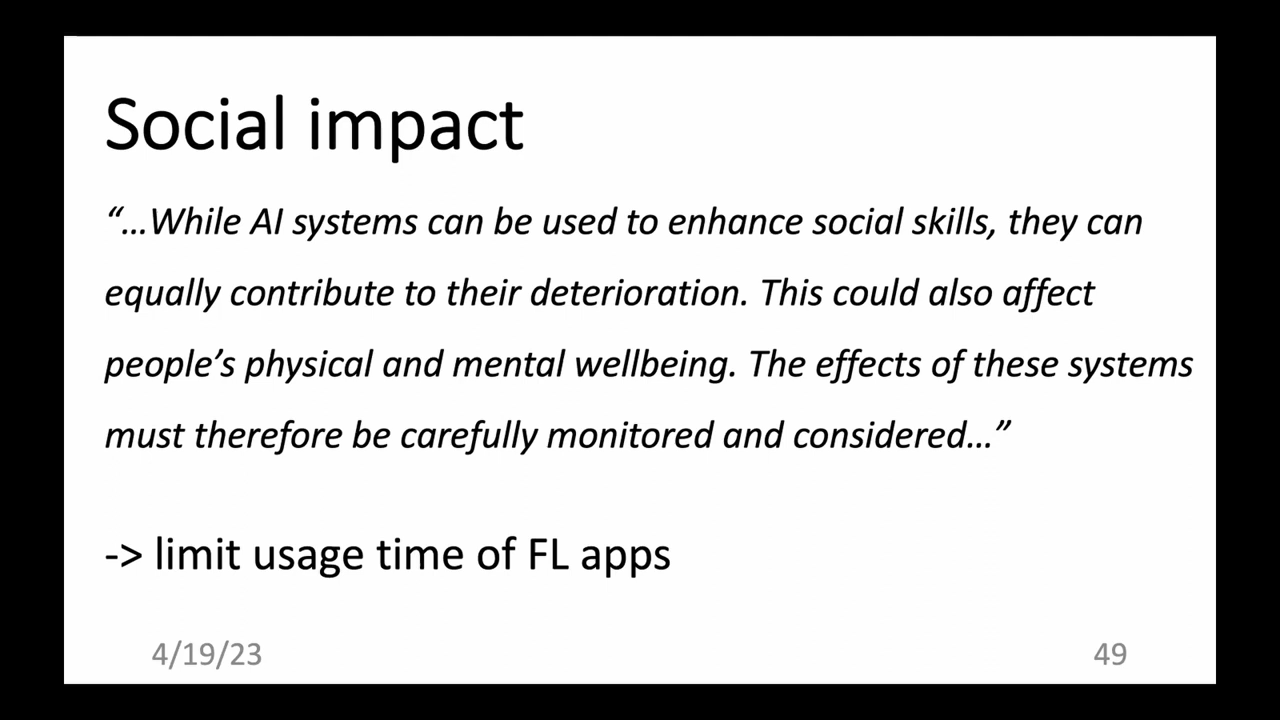 Social impact
“…While AI systems can be used to enhance social skills, they can
equally contribute to their deterioration. This could also affect
people’s physical and mental wellbeing. The effects of these systems
must therefore be carefully monitored and considered…”
-> limit usage time of FL apps
4/19/23
49